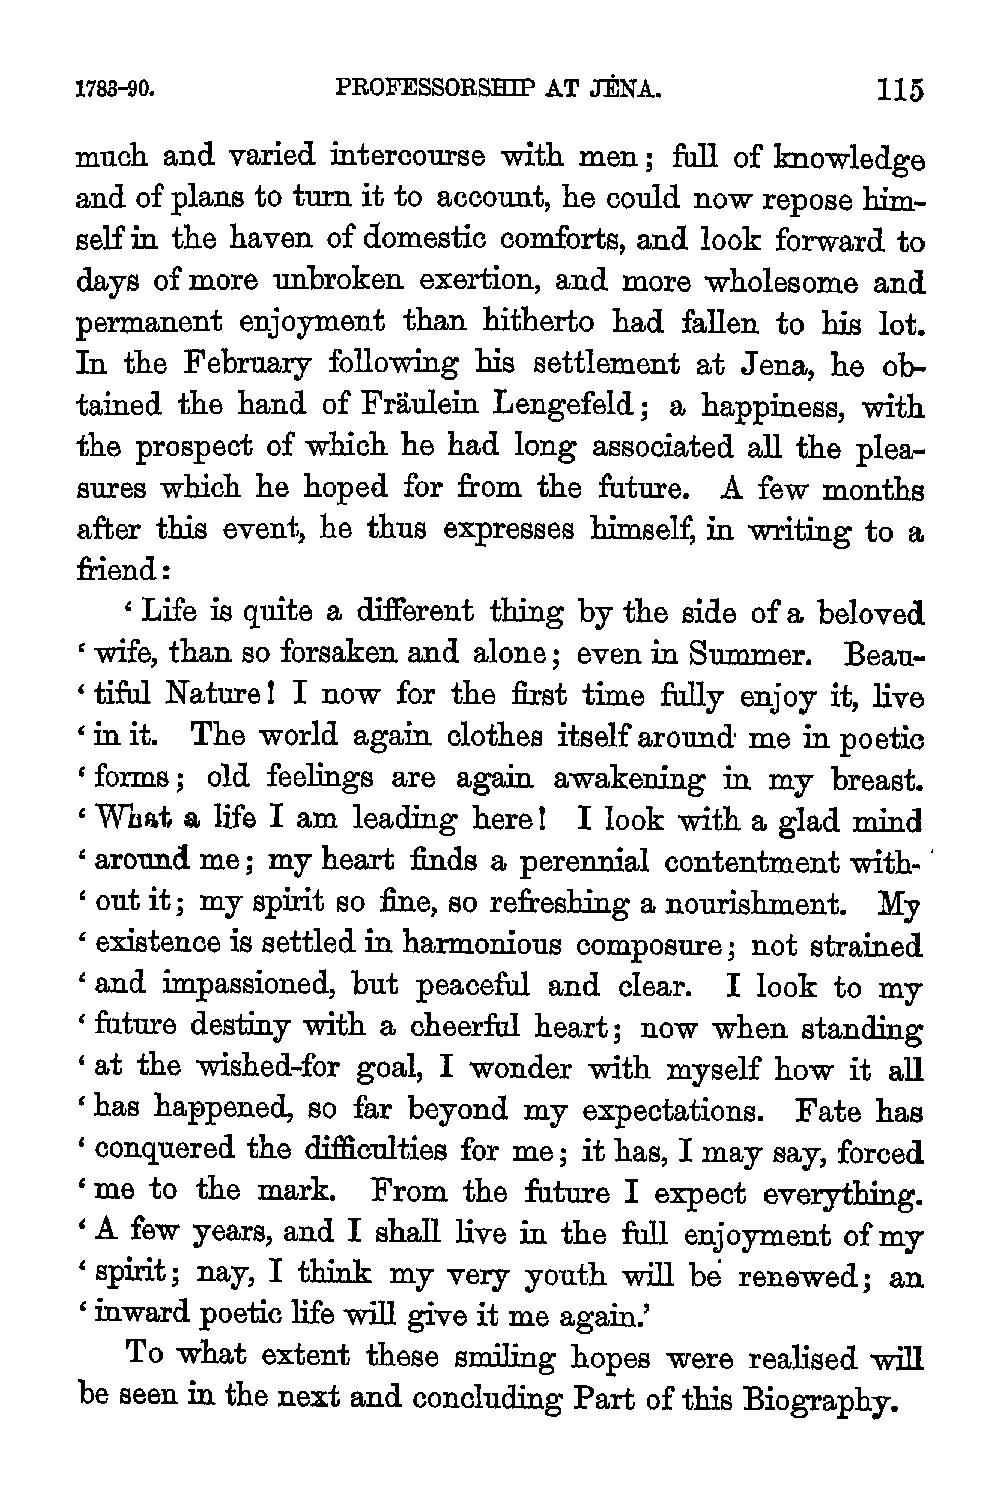 1783-90. PROFESSORSHIP AT JENA. 115
much and varied intercourse with men; full of knowledge
and of plans to turn it to account, he could now repose him-
self in the haven of domestic comforts, and look forward to
days of more unbroken exertion, and more wholesome and
permanent enjoyment than hitherto had fallen to his lot.
In the February following his settlement at Jena, he ob-
tained the hand of Fräulein Lengefeld; a happiness, with
the prospect of which he had long associated all the plea-
sures which he hoped for from the future. A few months
after this event, he thus expresses himself, in writing to a
friend:
‘ Life is quite a different thing by the side of a beloved
‘ wife, than so forsaken and alone; even in Summer. Beau-
‘ tiful Nature! I now for the first time fully enjoy it, live
‘ in it. The world again clothes itself around me in poetic
‘ forms; old feelings are again awakening in my breast.
‘ What a life I am leading here! I look with a glad mind
‘ around me; my heart finds a perennial contentment with-
‘ out it; my spirit so fine, so refreshing a nourishment. My
‘ existence is settled in harmonious composure; not strained
‘ and impassioned, but peaceful and clear. I look to my
‘ future destiny with a cheerful heart; now when standing
‘ at the wished-for goal, I wonder with myself how it all
‘ has happened, so far beyond my expectations. Fate has
‘ conquered the difficulties for me; it has, I may say, forced
‘ me to the mark. From the future I expect everything.
‘ A few years, and I shall live in the full enjoyment of my
‘ spirit; nay, I think my very youth will be renewed; an
‘ inward poetic life will give it me again.’
To what extent these smiling hopes were realised will
be seen in the next and concluding Part of this Biography.